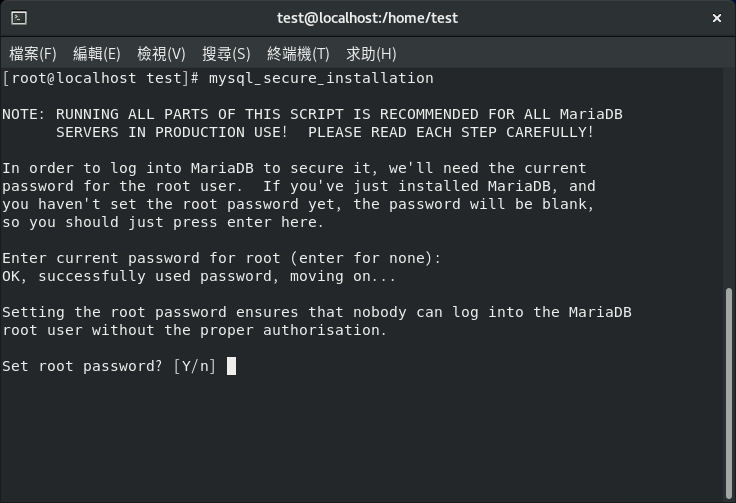 test@localhost:/home/test
檔案(F) 編輯(E) 檢視(V) 搜尋(S) 終端機(T) 求助(H)
[root@localhost test]# mysql_secure_installation
NOTE: RUNNING ALL PARTS OF THIS SCRIPT IS RECOMMENDED FOR ALL MariaDB
      SERVERS IN PRODUCTION USE!  PLEASE READ EACH STEP CAREFULLY!
In order to log into MariaDB to secure it, we'll need the current
password for the root user.  If you've just installed MariaDB, and
you haven't set the root password yet, the password will be blank,
so you should just press enter here.
Enter current password for root (enter for none):
OK, successfully used password, moving on...
Setting the root password ensures that nobody can log into the MariaDB
root user without the proper authorisation.
Set root password? [Y/n]